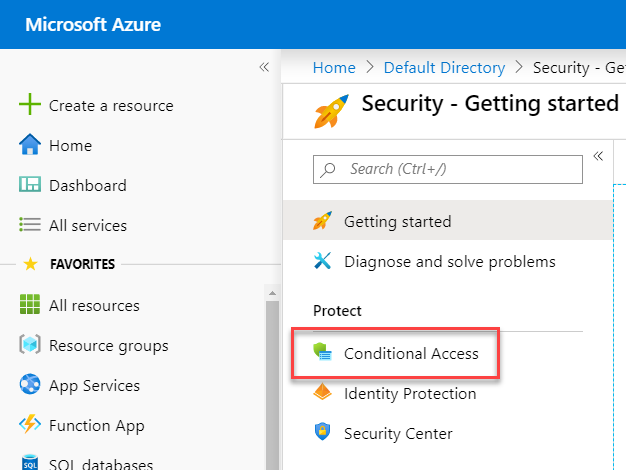 Microsoft Azure
Home > Default Directory > Security - Ge
Security - Getting started
Create a resource
Home
Dashboard
All services
FAVORITES
All resources
Resource groups
App Services
Function App
SQL databases
Search (Ctrl+/)
Getting started
Diagnose and solve problems
Protect
Conditional Access
Identity Protection
Security Center